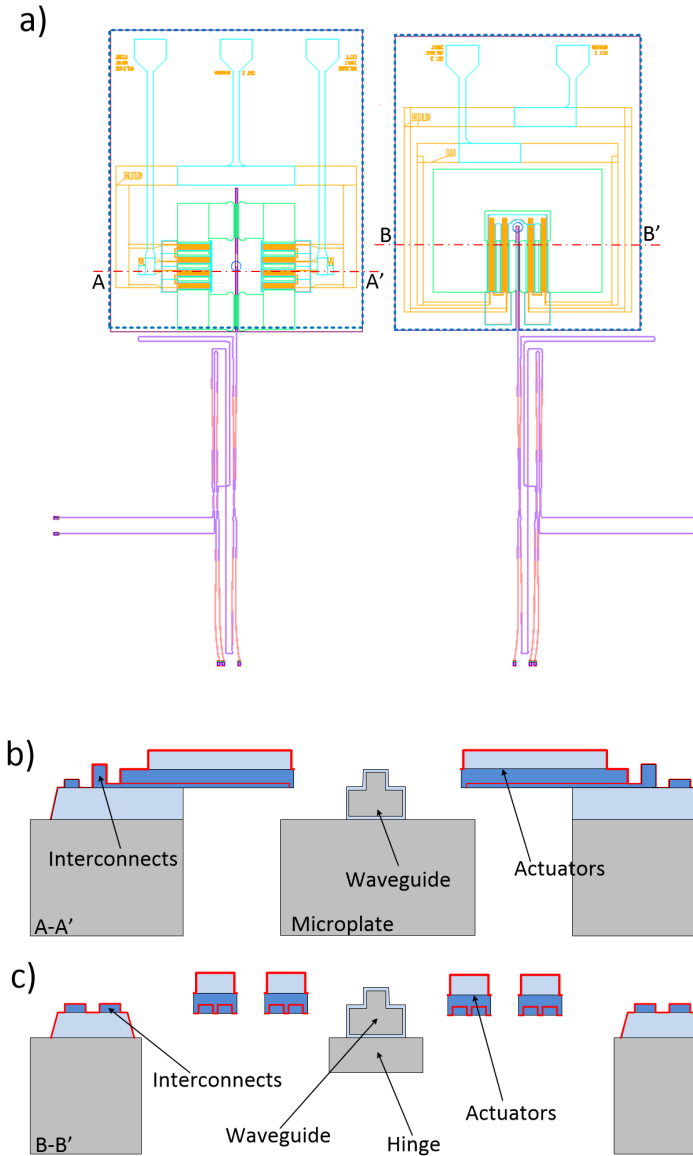 a)
A
A'
B
B'
b)
Interconnects
Waveguide
Actuators
Microplate
A-A'
c)
Interconnects
Waveguide
Hinge
Actuators
B-B'